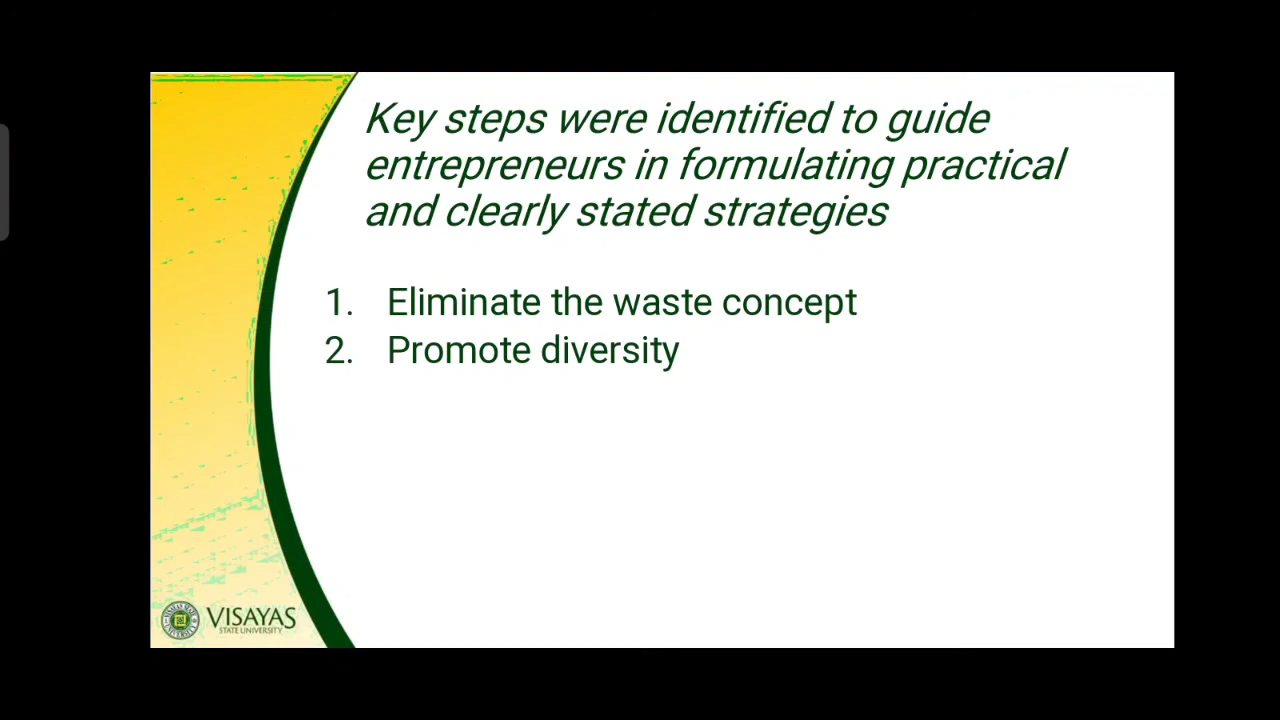 Key steps were identified to guide
entrepreneurs in formulating practical
and clearly stated strategies
1. Eliminate the waste concept
2. Promote diversity
VISAYAS
STATE UNIVERSITY